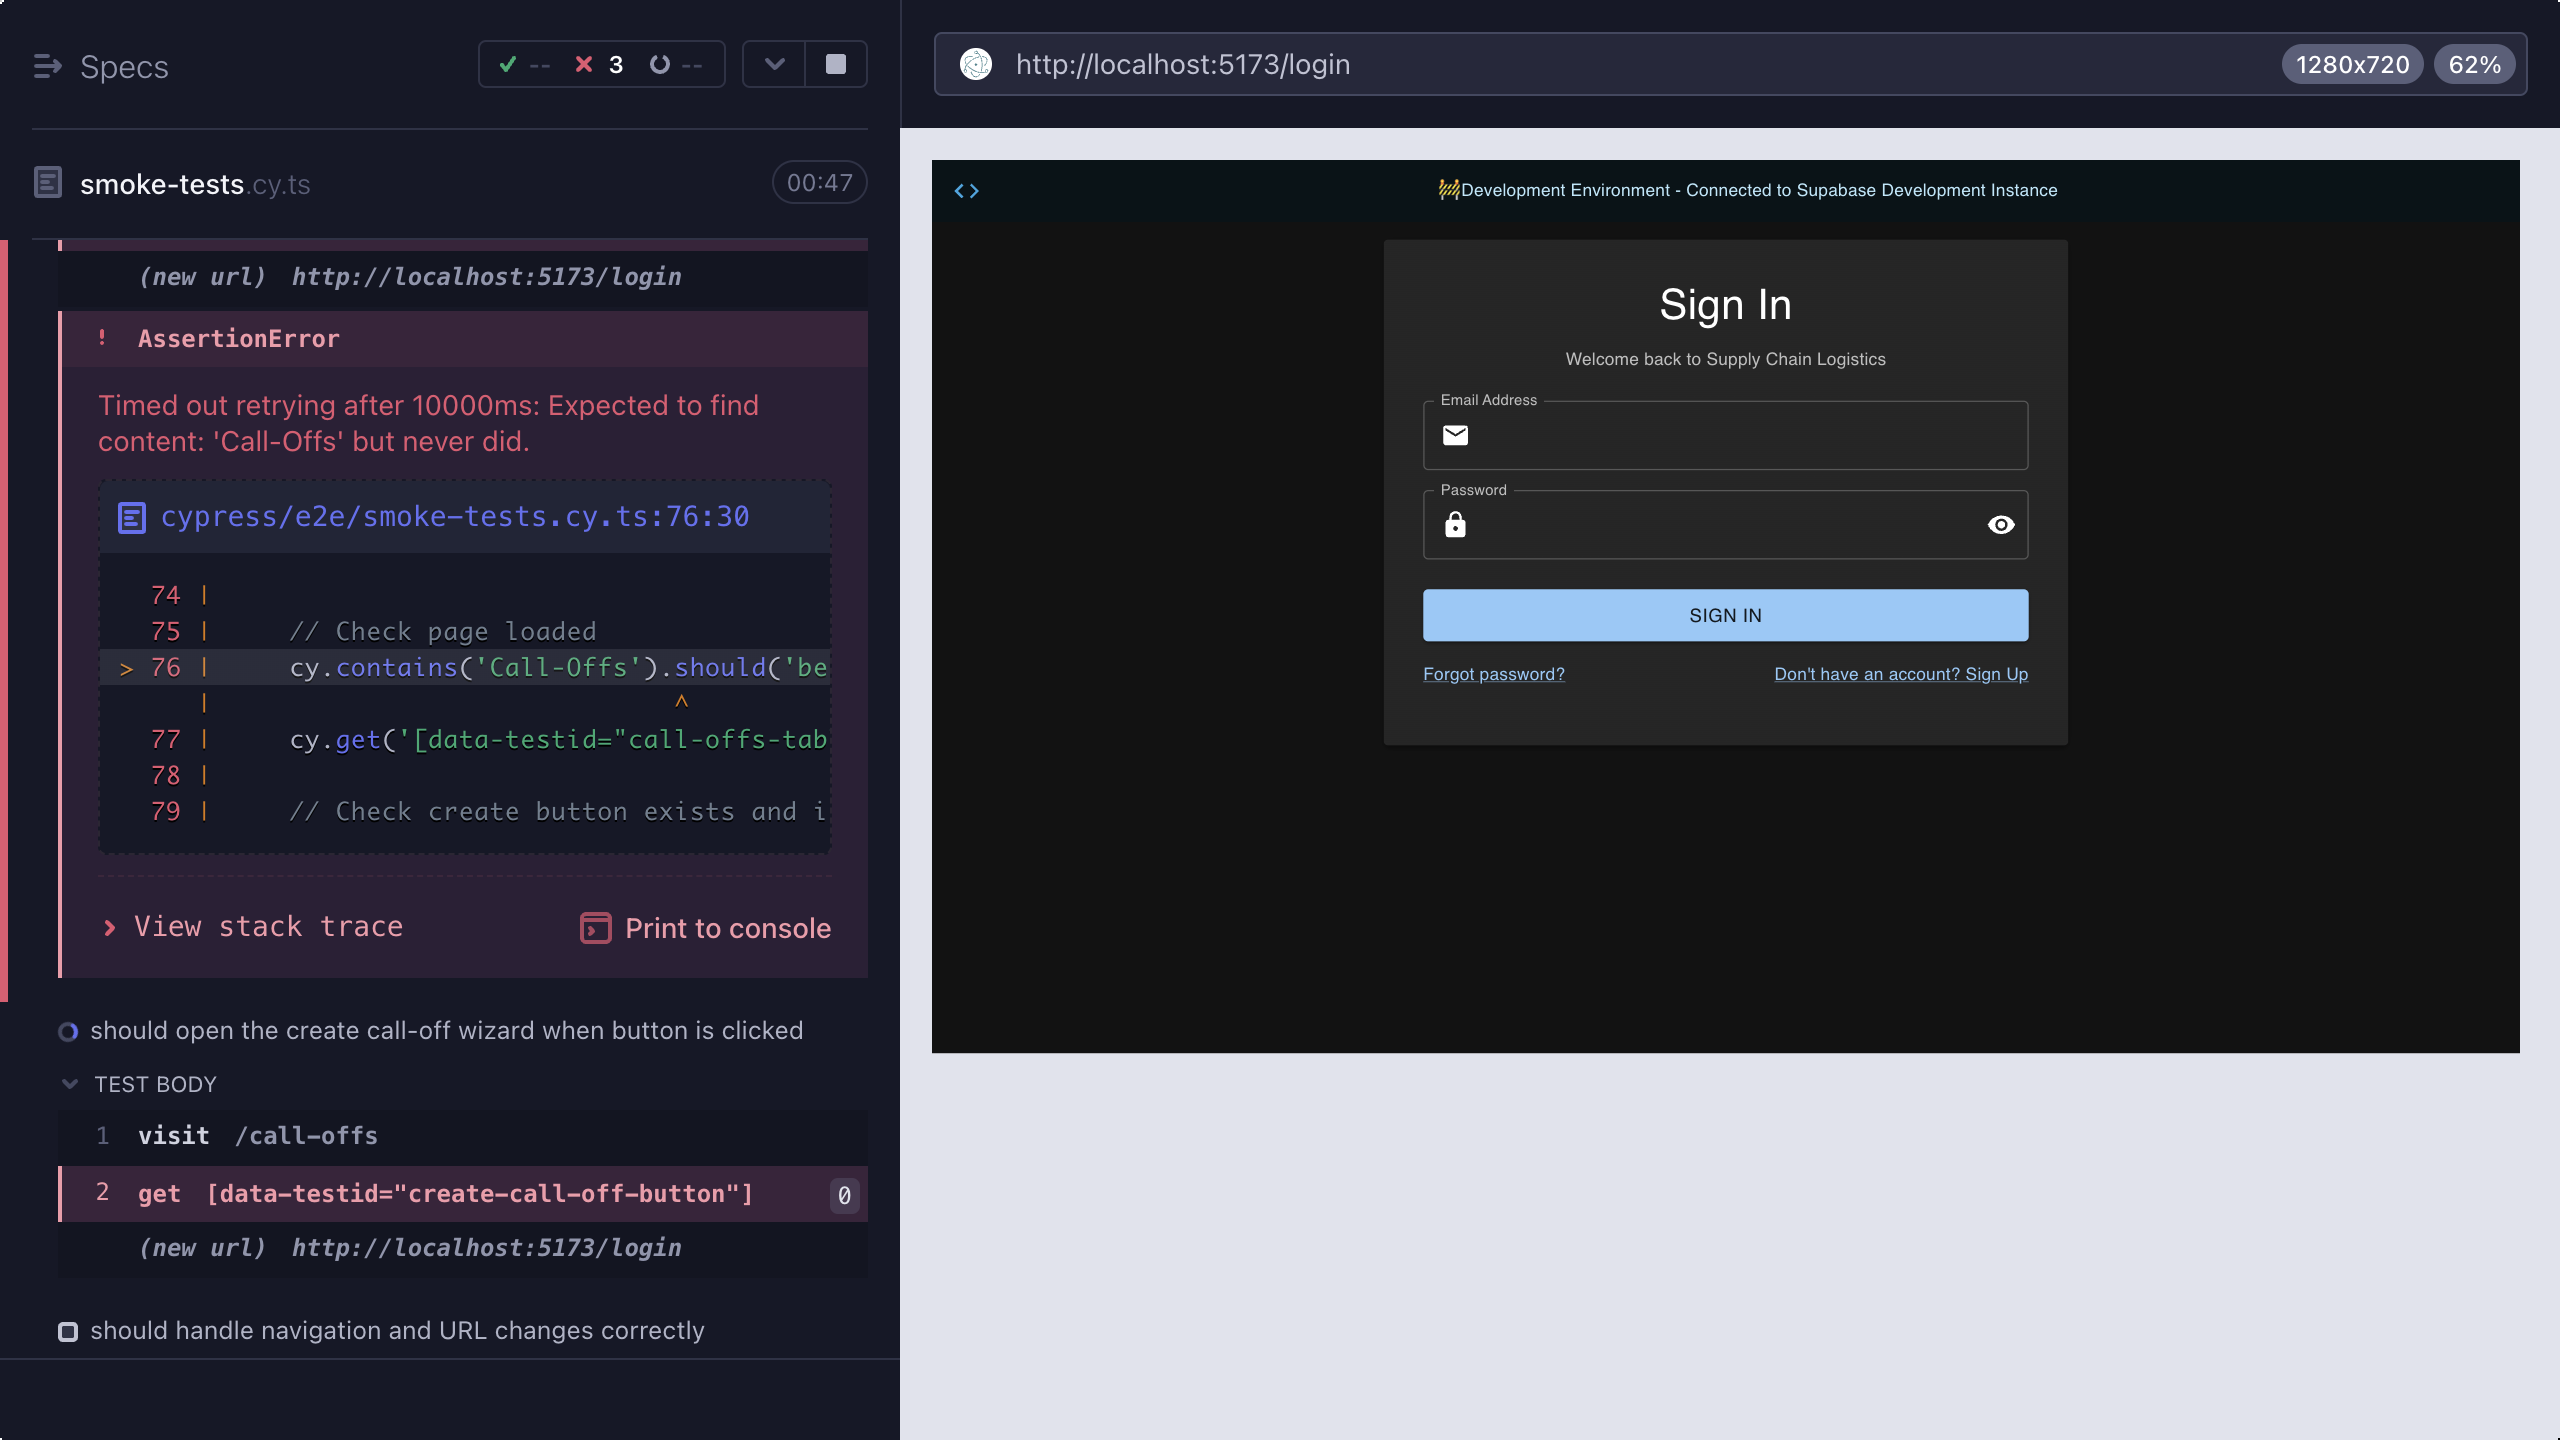 Specs
-- 3 --
smoke-tests.cy.ts 00:47
(new url) http://localhost:5173/login
! AssertionError
Timed out retrying after 10000ms: Expected to find
content: 'Call-Offs' but never did.
cypress/e2e/smoke-tests.cy.ts:76:30
74 |
75 | // Check page loaded
> 76 | cy.contains('Call-Offs').should('be
| ^
77 | cy.get('[data-testid="call-offs-tab
78 |
79 | // Check create button exists and i
View stack trace Print to console
should open the create call-off wizard when button is clicked
TEST BODY
1 visit /call-offs
2 get [data-testid="create-call-off-button"] 0
(new url) http://localhost:5173/login
should handle navigation and URL changes correctly
http://localhost:5173/login 1280x720 62%
🚧Development Environment - Connected to Supabase Development Instance
Sign In
Welcome back to Supply Chain Logistics
Email Address
Password
SIGN IN
Forgot password? Don't have an account? Sign Up